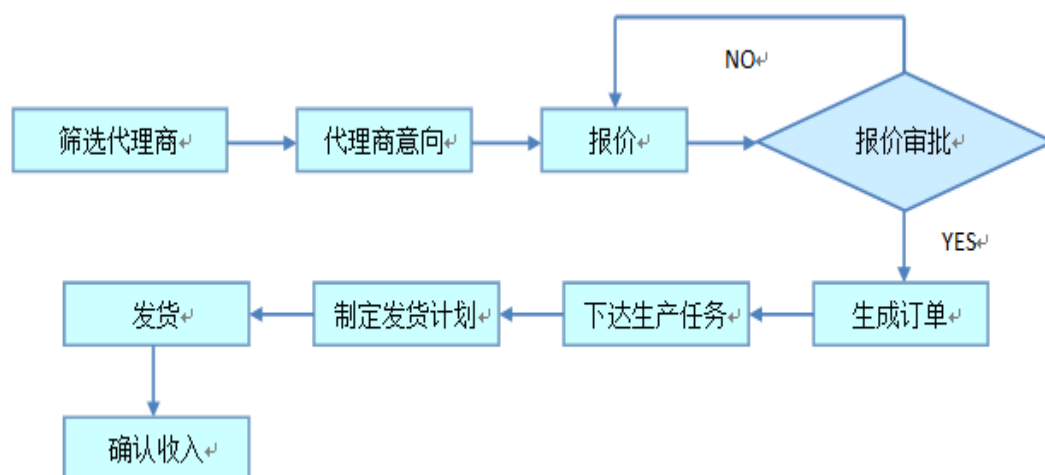 NO
筛选代理商
代理商意向
报价
报价审批
YES
发货
制定发货计划
下达生产任务
生成订单
确认收入